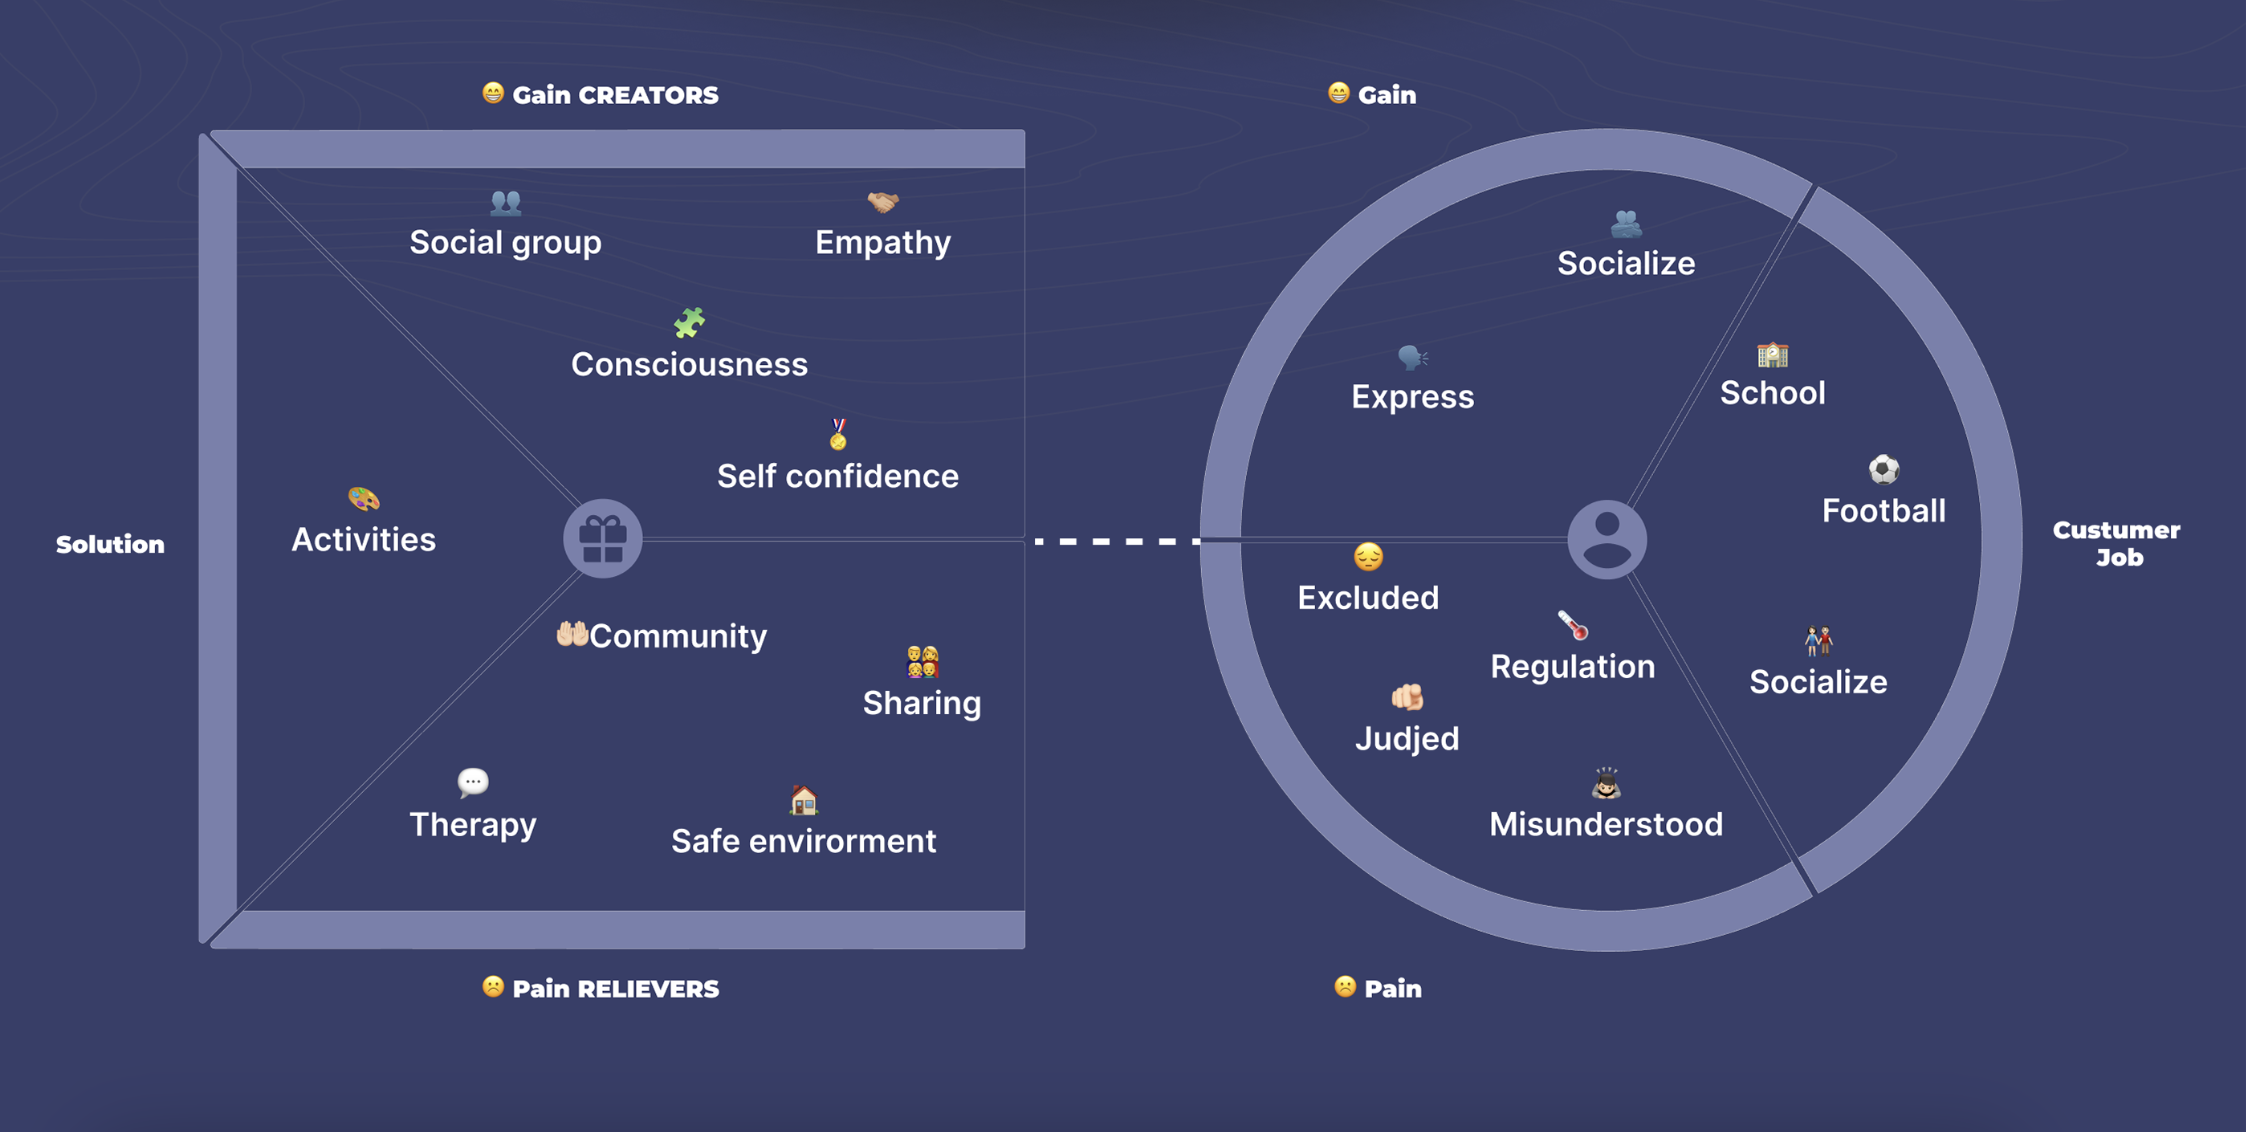 Gain CREATORS
Gain
Social group
Empathy
Consciousness
Self confidence
Solution
Activities
Community
Sharing
Therapy
Safe envirorment
Pain RELIEVERS
Socialize
Express
School
Football
Custumer
Job
Socialize
Excluded
Regulation
Judjed
Misunderstood
Pain